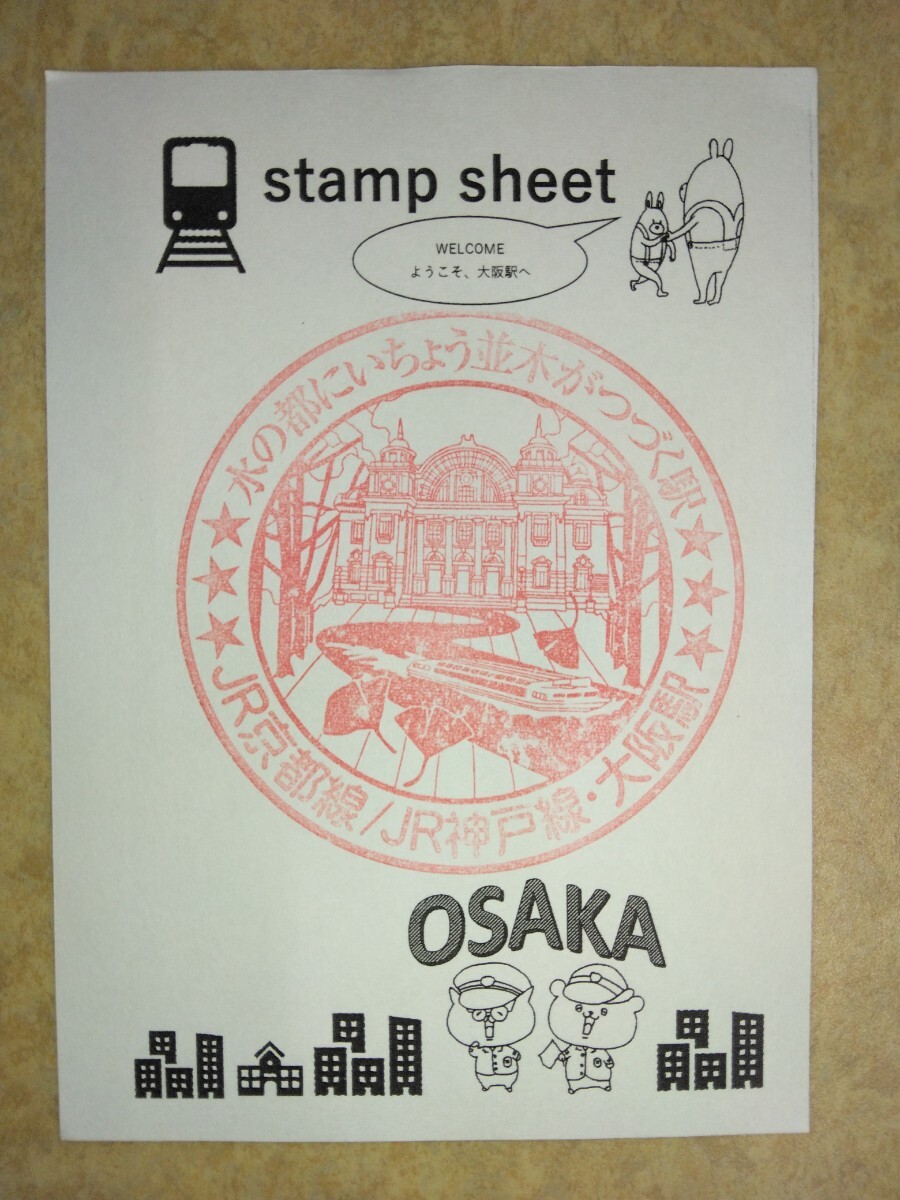 stamp sheet
WELCOME
ようこそ、大阪駅へ
水の都にいちょう並木がつづく駅
JR京都線/JR神戸線・大阪駅
OSAKA